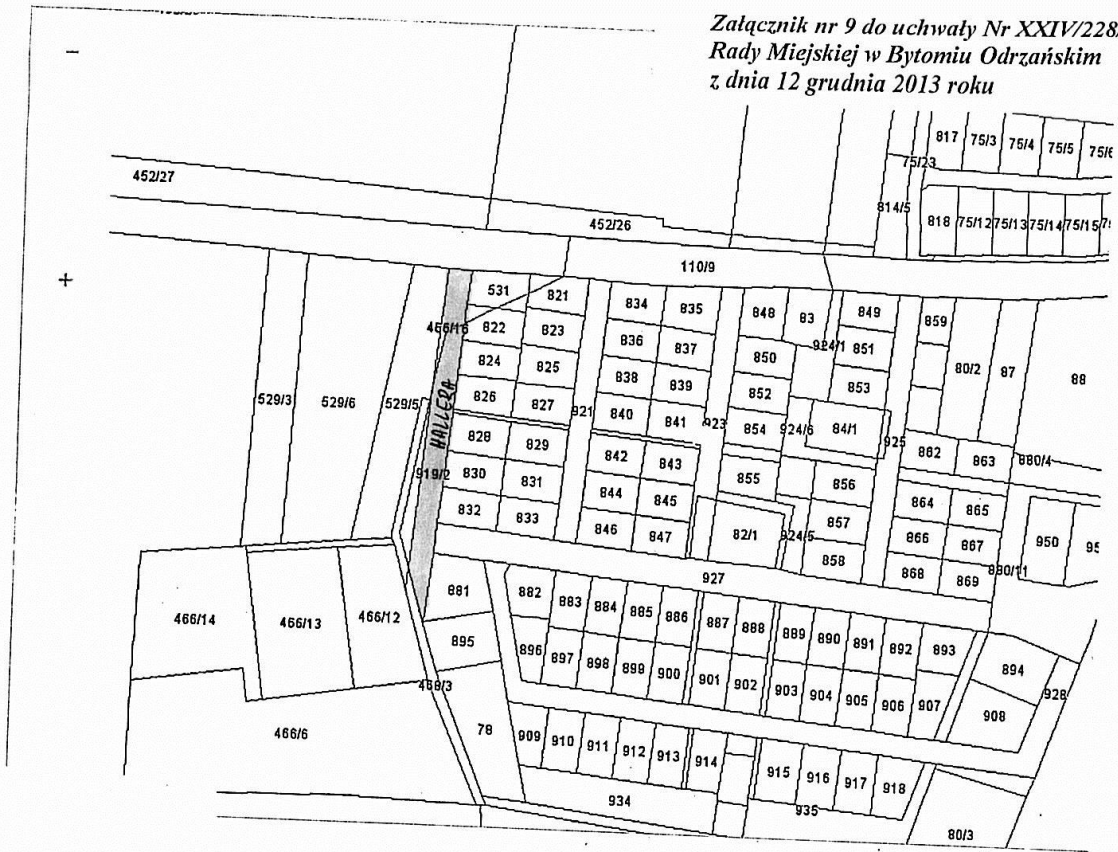 Załącznik nr 9 do uchwały Nr XXIV/228
Rady Miejskiej w Bytomiu Odrzańskim
z dnia 12 grudnia 2013 roku
817 75/3 75/4 75/5
75/23
452/27
814/5 818 75/12 75/13 75/14 75/15
452/26
110/9
531 821 834 835 848 83 849 859
466/16 822 823 836 837 850 924/1 851
80/2 87 88
824 825 838 839 852 853
529/3 529/6 529/5 HALLERA 826 827 921 840 841 923 854 924/6 84/1 925
828 829 842 843 862 863 880/4
919/2 830 831 844 845 855 856 864 865
832 833 846 847 82/1 924/5 857 866 867 950
858 868 869 880/11
927
466/14 466/13 466/12 881 882 883 884 885 886 887 888 889 890 891 892 893
895 896 897 898 899 900 901 902 903 904 905 906 907 894 928
468/3 908
466/6 78 909 910 911 912 913 914 915 916 917 918
934 935
80/3